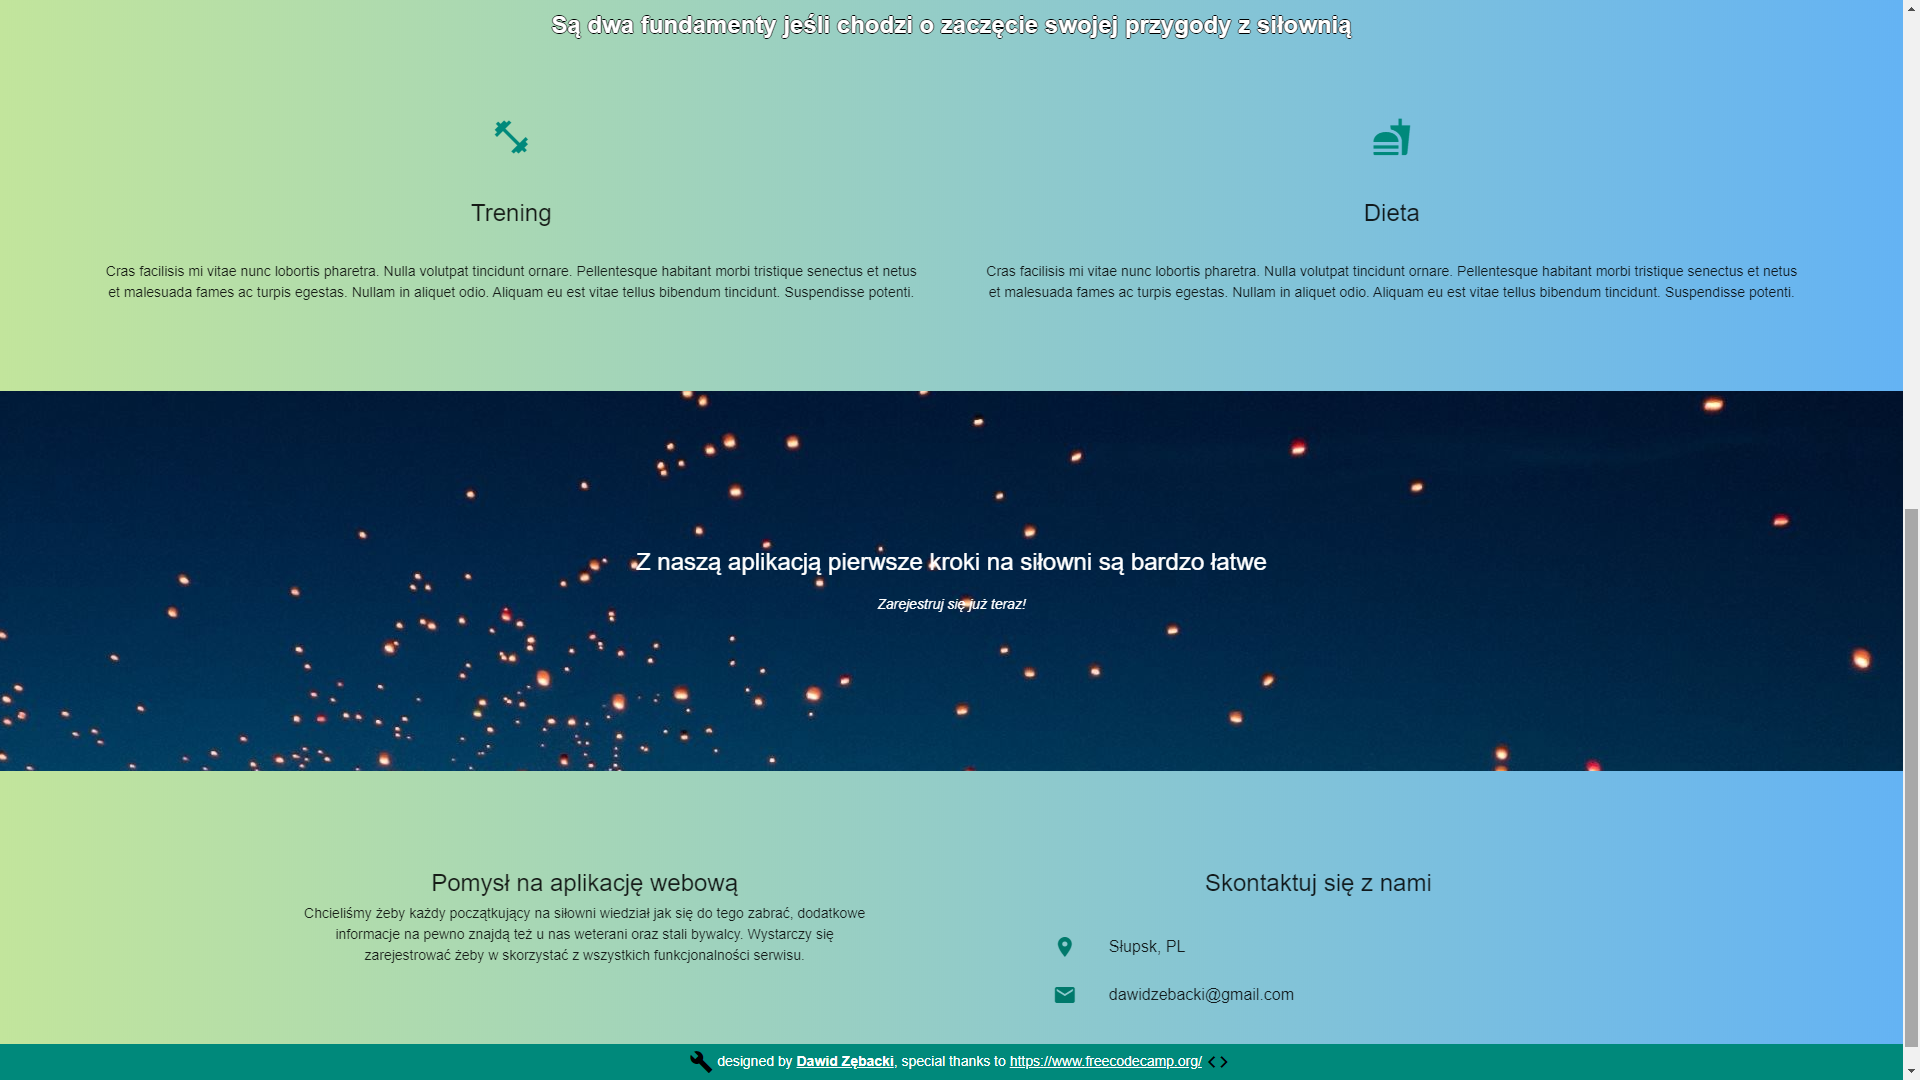 Są dwa fundamenty jeśli chodzi o zaczęcie swojej przygody z siłownią
Trening
Cras facilisis mi vitae nunc lobortis pharetra. Nulla volutpat tincidunt ornare. Pellentesque habitant morbi tristique senectus et netus
et malesuada fames ac turpis egestas. Nullam in aliquet odio. Aliquam eu est vitae tellus bibendum tincidunt. Suspendisse potenti.
Dieta
Cras facilisis mi vitae nunc lobortis pharetra. Nulla volutpat tincidunt ornare. Pellentesque habitant morbi tristique senectus et netus
et malesuada fames ac turpis egestas. Nullam in aliquet odio. Aliquam eu est vitae tellus bibendum tincidunt. Suspendisse potenti.
Z naszą aplikacją pierwsze kroki na siłowni są bardzo łatwe
Zarejestruj się już teraz!
Pomysł na aplikację webową
Chcieliśmy żeby każdy początkujący na siłowni wiedział jak się do tego zabrać, dodatkowe
informacje na pewno znajdą też u nas weterani oraz stali bywalcy. Wystarczy się
zarejestrować żeby w skorzystać z wszystkich funkcjonalności serwisu.
Skontaktuj się z nami
Słupsk, PL
dawidzebacki@gmail.com
designed by Dawid Zębacki, special thanks to https://www.freecodecamp.org/